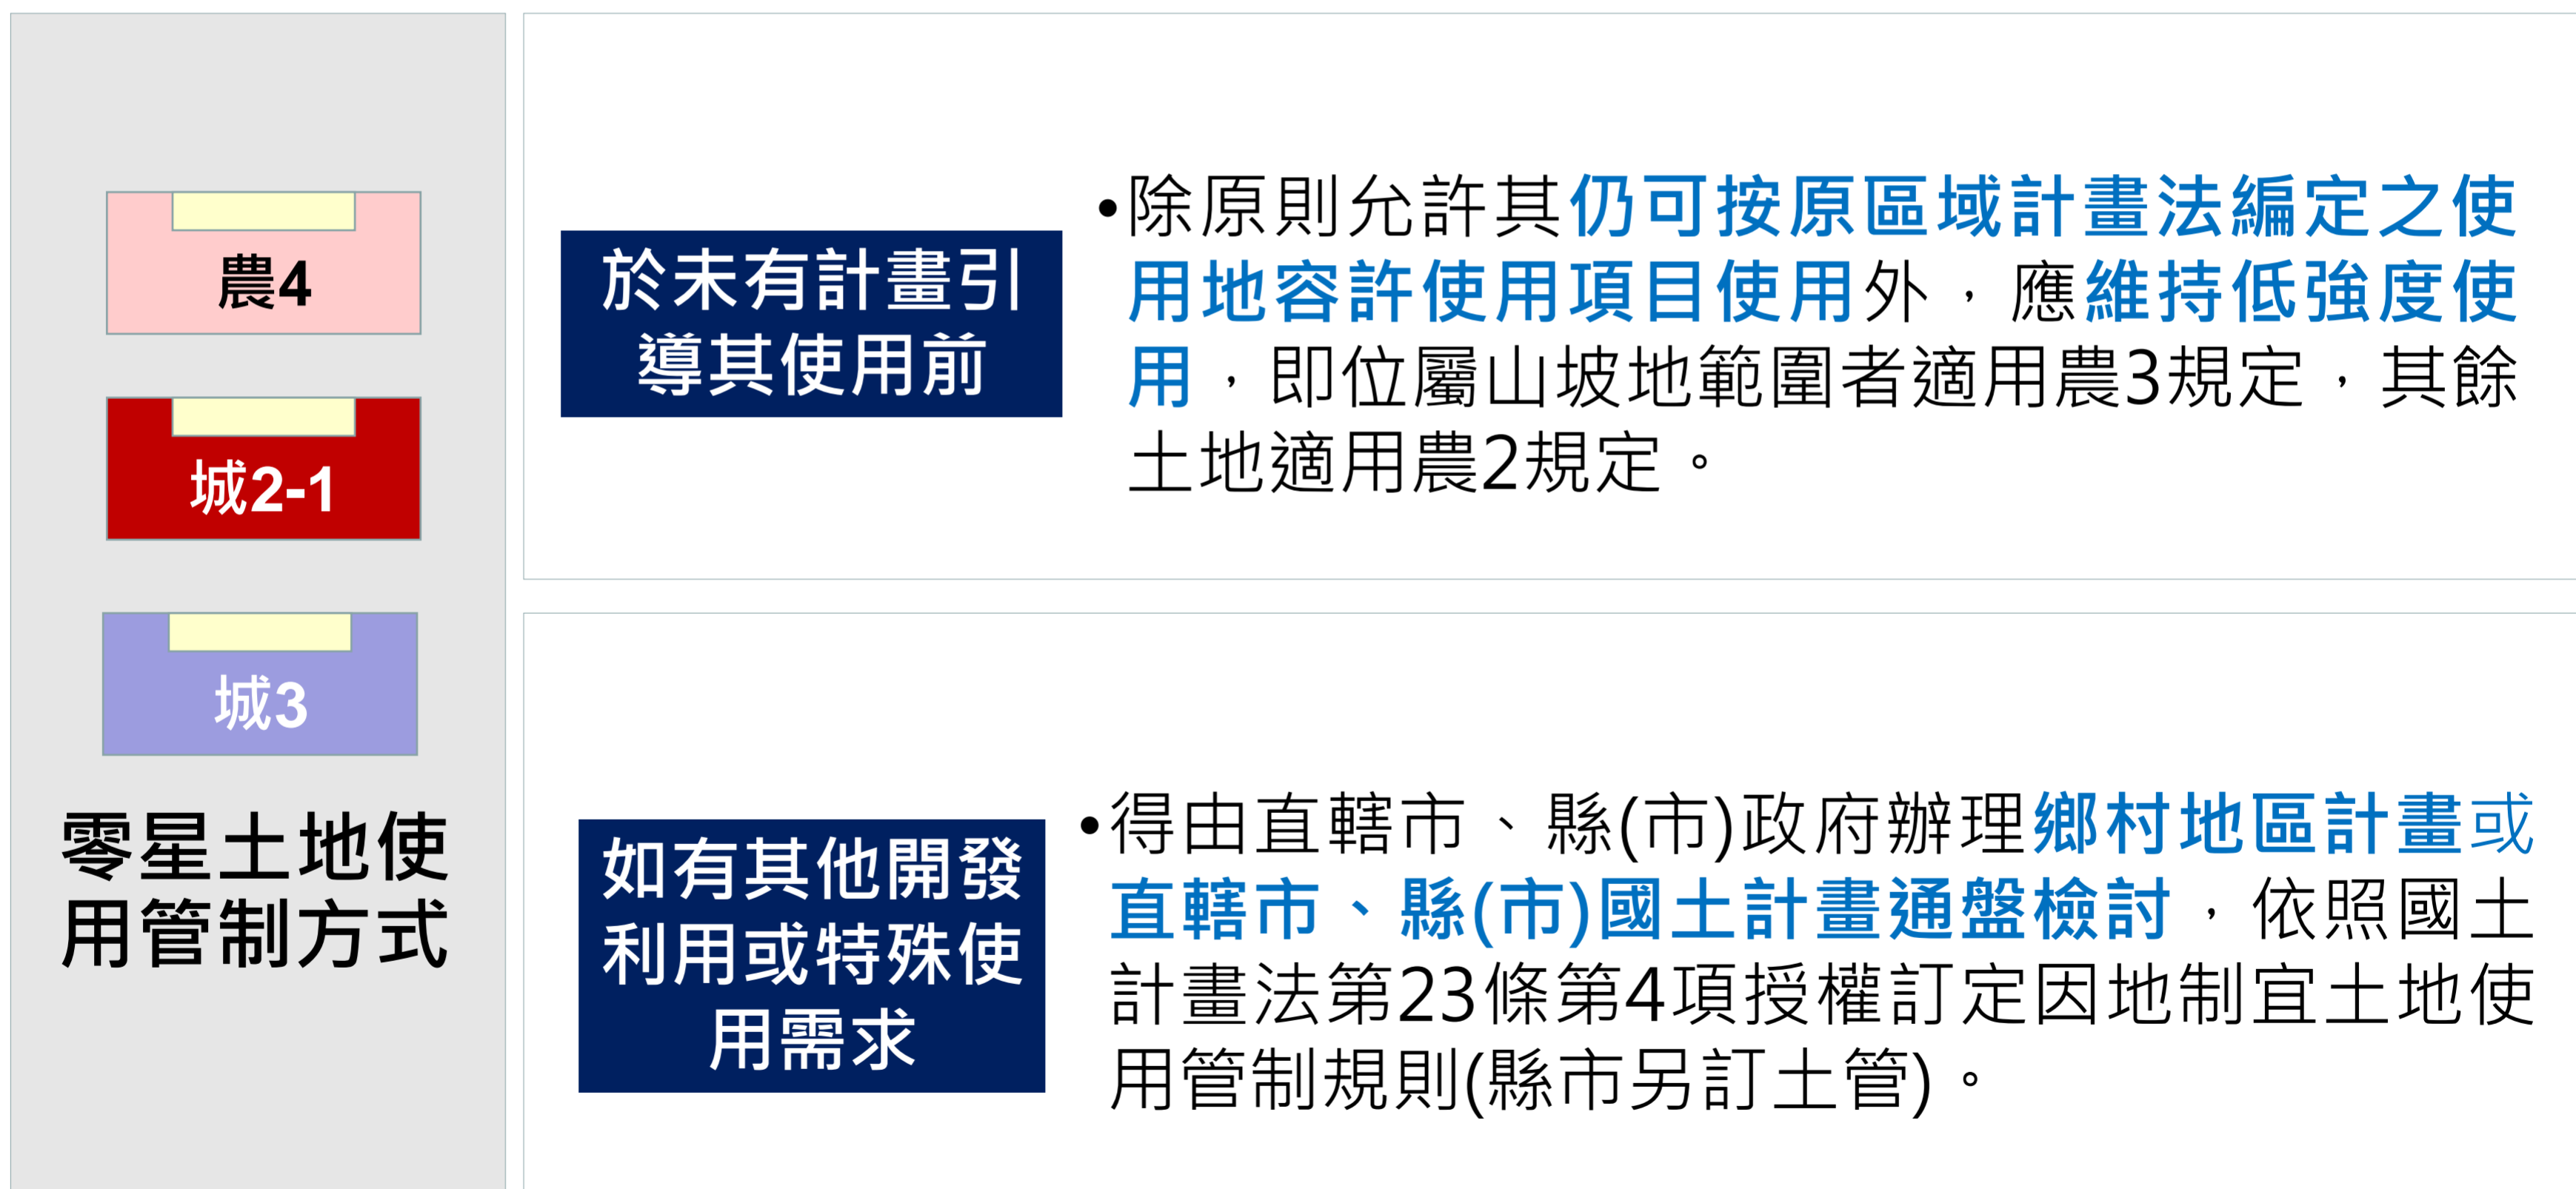 農4
城2-1
城3
零星土地使
用管制方式
於未有計畫引
導其使用前
•除原則允許其仍可按原區域計畫法編定之使
用地容許使用項目使用外，應維持低強度使
用，即位屬山坡地範圍者適用農3規定，其餘
土地適用農2規定。
如有其他開發
利用或特殊使
用需求
•得由直轄市、縣(市)政府辦理鄉村地區計畫或
直轄市、縣(市)國土計畫通盤檢討，依照國土
計畫法第23條第4項授權訂定因地制宜土地使
用管制規則(縣市另訂土管)。